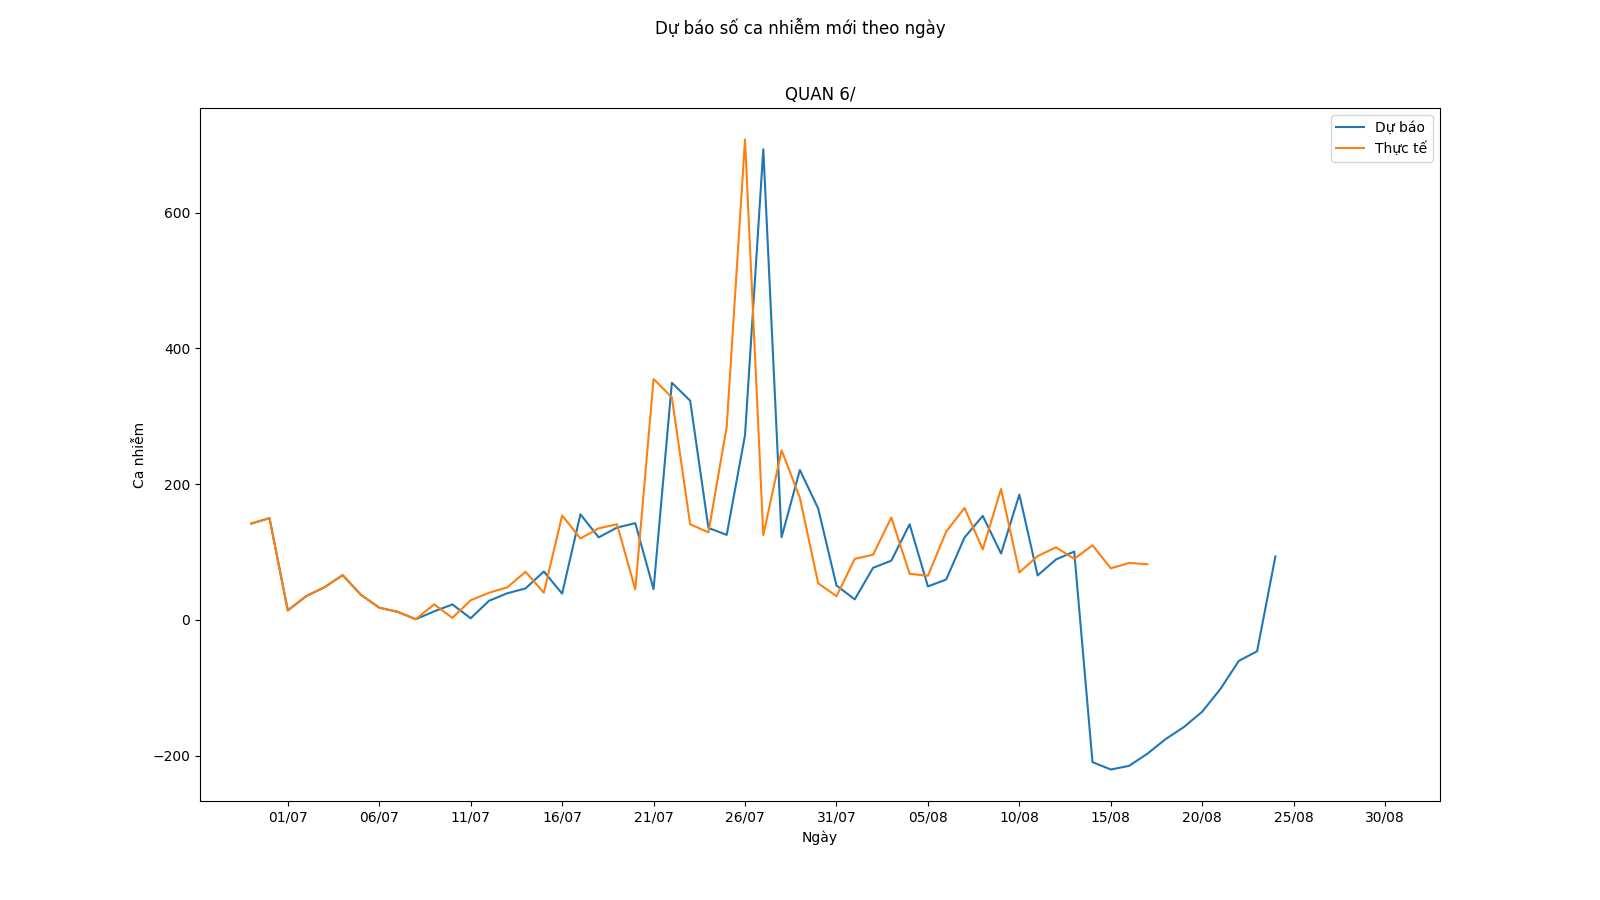 Dự báo số ca nhiễm mới theo ngày
QUAN 6/
Dự báo
Thực tế
600
400
200
0
−200
Ca nhiễm
01/07 06/07 11/07 16/07 21/07 26/07 31/07 05/08 10/08 15/08 20/08 25/08 30/08
Ngày